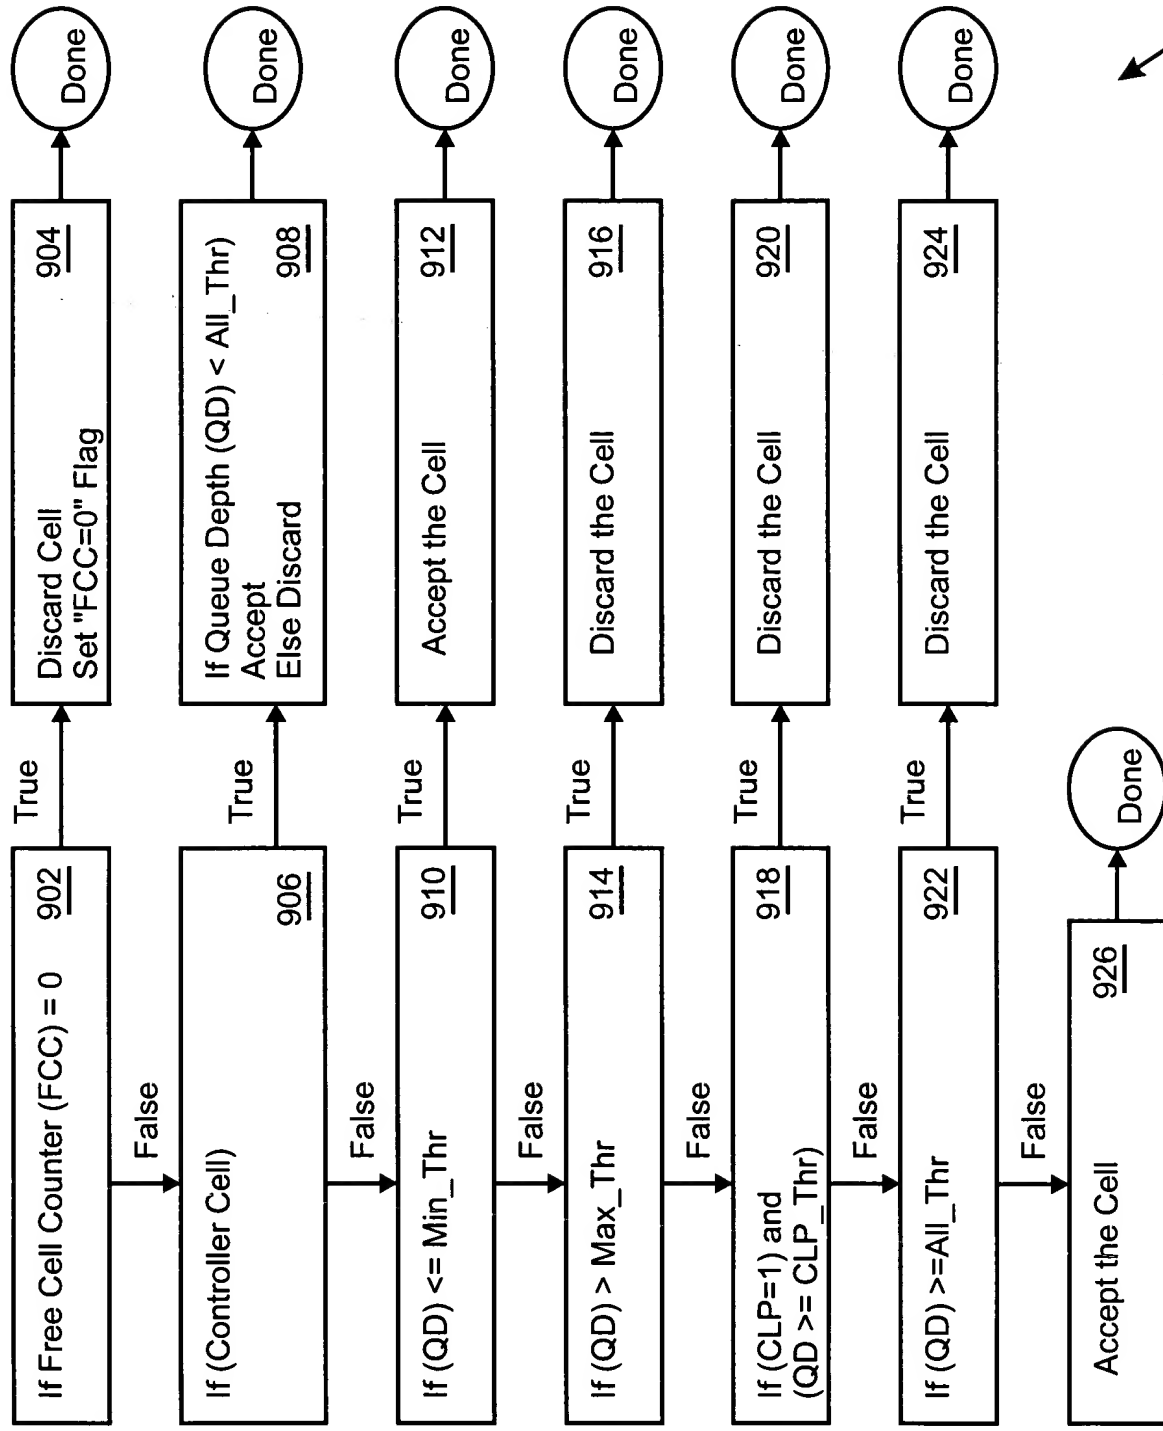 If Free Cell Counter (FCC) = 0
902
True
Discard Cell
Set "FCC=0" Flag
904
Done
False
If (Controller Cell)
906
True
If Queue Depth (QD) < All_Thr)
Accept
Else Discard
908
Done
False
If (QD) <= Min_Thr
910
True
Accept the Cell
912
Done
False
If (QD) > Max_Thr
914
True
Discard the Cell
916
Done
False
If (CLP=1) and
(QD >= CLP_Thr)
918
True
Discard the Cell
920
Done
False
If (QD) >=All_Thr
922
True
Discard the Cell
924
Done
False
Accept the Cell
926
Done